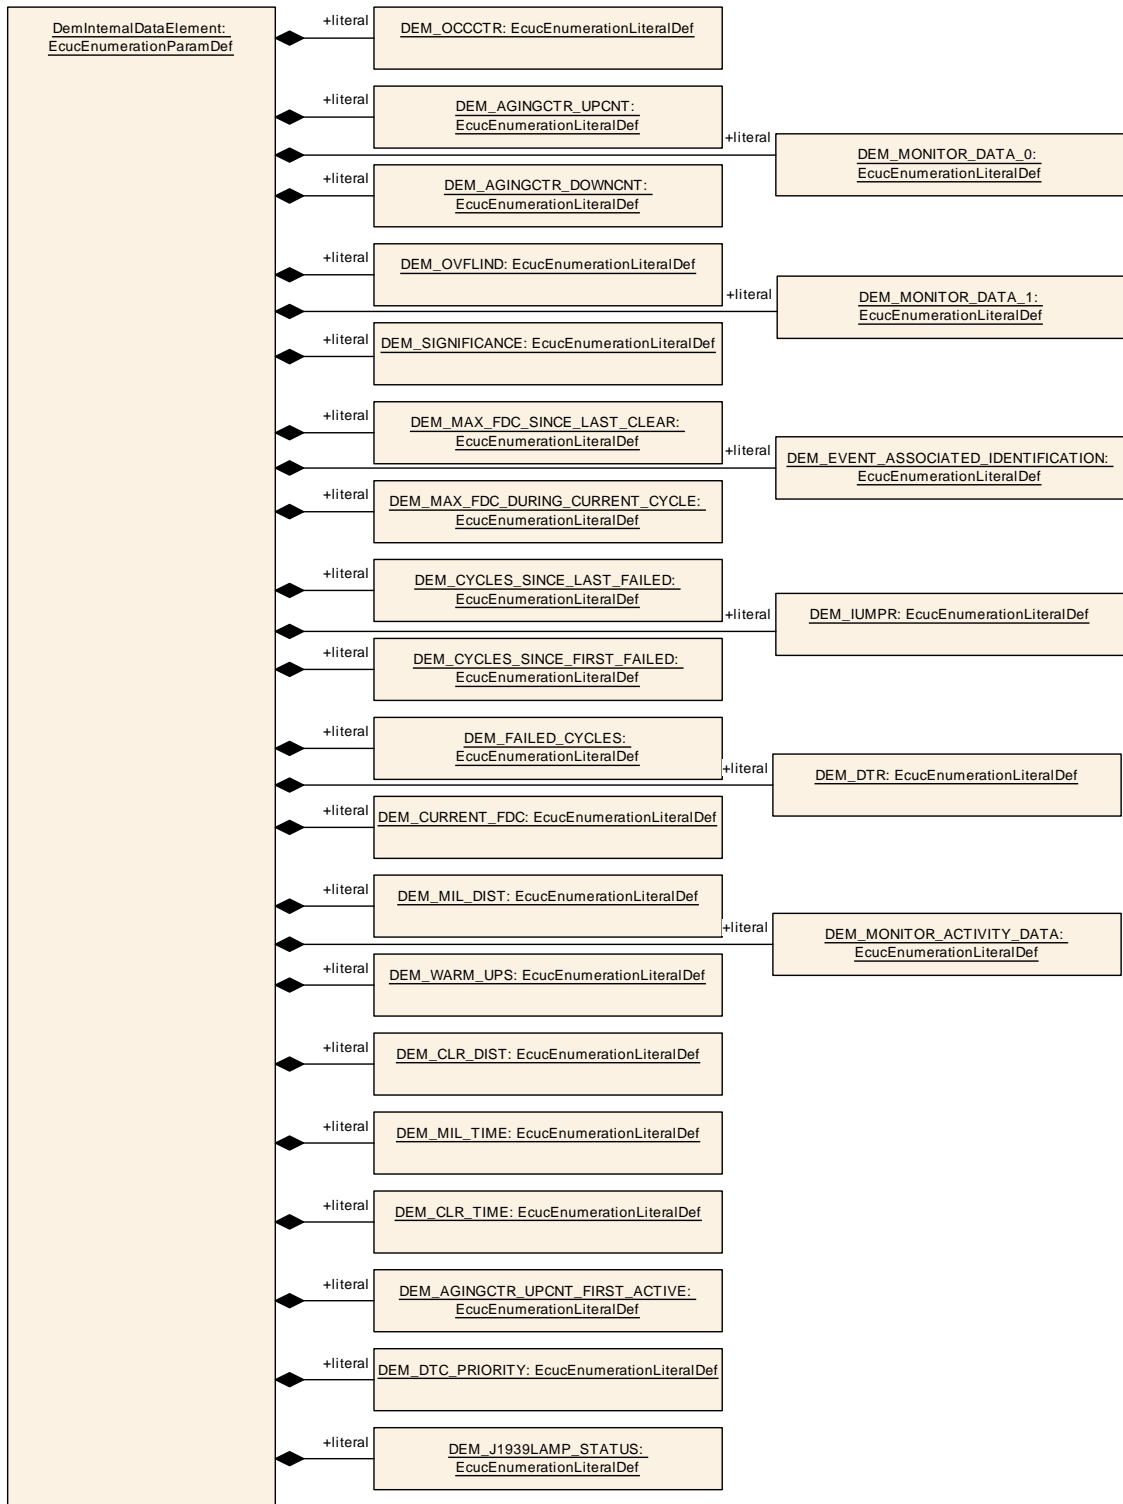 DemInternalDataElement:
EcucEnumerationParamDef
+literal
DEM_OCCCTR: EcucEnumerationLiteralDef
+literal
DEM_AGINGCTR_UPCNT:
EcucEnumerationLiteralDef
+literal
DEM_MONITOR_DATA_0:
EcucEnumerationLiteralDef
+literal
DEM_AGINGCTR_DOWNCNT:
EcucEnumerationLiteralDef
+literal
DEM_OVFLIND: EcucEnumerationLiteralDef
+literal
DEM_MONITOR_DATA_1:
EcucEnumerationLiteralDef
+literal
DEM_SIGNIFICANCE: EcucEnumerationLiteralDef
+literal
DEM_MAX_FDC_SINCE_LAST_CLEAR:
EcucEnumerationLiteralDef
+literal
DEM_EVENT_ASSOCIATED_IDENTIFICATION:
EcucEnumerationLiteralDef
+literal
DEM_MAX_FDC_DURING_CURRENT_CYCLE:
EcucEnumerationLiteralDef
+literal
DEM_CYCLES_SINCE_LAST_FAILED:
EcucEnumerationLiteralDef
+literal
DEM_IUMPR: EcucEnumerationLiteralDef
+literal
DEM_CYCLES_SINCE_FIRST_FAILED:
EcucEnumerationLiteralDef
+literal
DEM_FAILED_CYCLES:
EcucEnumerationLiteralDef
+literal
DEM_DTR: EcucEnumerationLiteralDef
+literal
DEM_CURRENT_FDC: EcucEnumerationLiteralDef
+literal
DEM_MIL_DIST: EcucEnumerationLiteralDef
+literal
DEM_MONITOR_ACTIVITY_DATA:
EcucEnumerationLiteralDef
+literal
DEM_WARM_UPS: EcucEnumerationLiteralDef
+literal
DEM_CLR_DIST: EcucEnumerationLiteralDef
+literal
DEM_MIL_TIME: EcucEnumerationLiteralDef
+literal
DEM_CLR_TIME: EcucEnumerationLiteralDef
+literal
DEM_AGINGCTR_UPCNT_FIRST_ACTIVE:
EcucEnumerationLiteralDef
+literal
DEM_DTC_PRIORITY: EcucEnumerationLiteralDef
+literal
DEM_J1939LAMP_STATUS:
EcucEnumerationLiteralDef